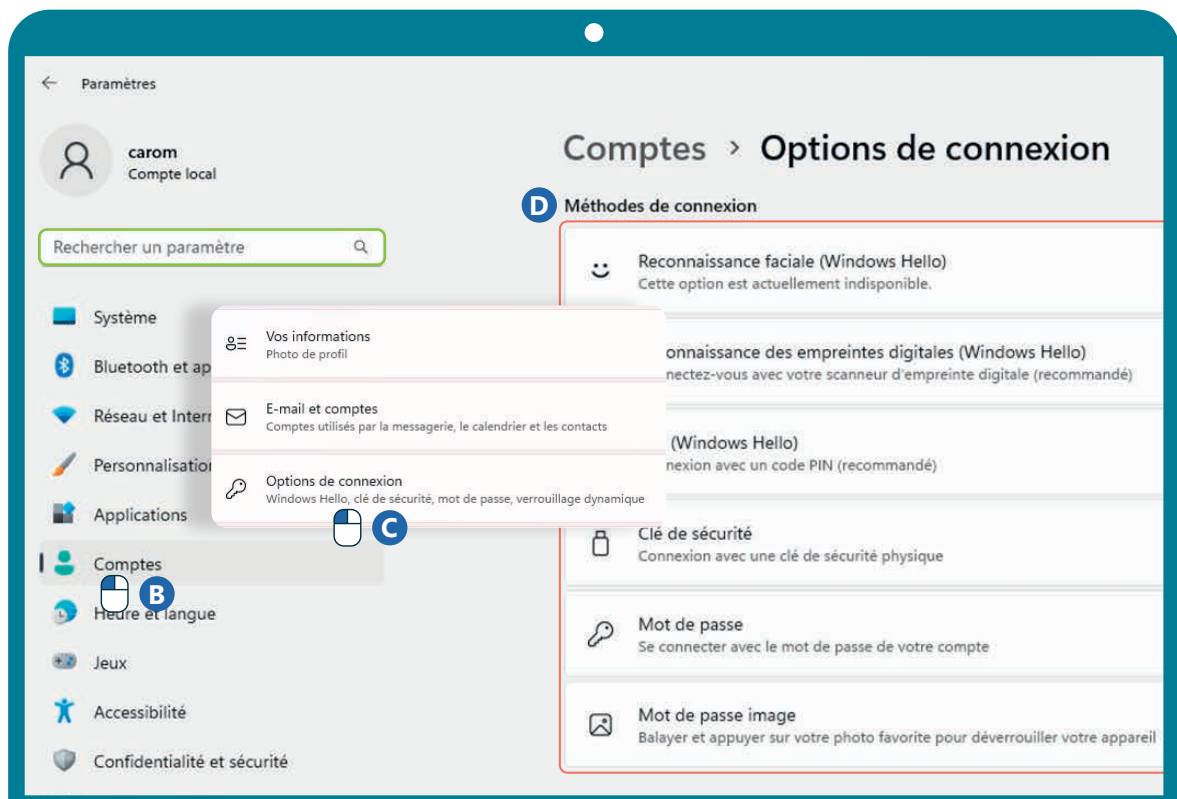 Paramètres
carom
Compte local
Rechercher un paramètre
Système
Bluetooth et ap
Réseau et Intern
Personnalisation
Applications
Comptes
B
Heure et langue
Jeux
Accessibilité
Confidentialité et sécurité
Vos informations
Photo de profil
E-mail et comptes
Comptes utilisés par la messagerie, le calendrier et les contacts
Options de connexion
Windows Hello, clé de sécurité, mot de passe, verrouillage dynamique
C
Comptes > Options de connexion
D
Méthodes de connexion
Reconnaissance faciale (Windows Hello)
Cette option est actuellement indisponible.
onnaissance des empreintes digitales (Windows Hello)
nectez-vous avec votre scanneur d'empreinte digitale (recommandé)
(Windows Hello)
nexion avec un code PIN (recommandé)
Clé de sécurité
Connexion avec une clé de sécurité physique
Mot de passe
Se connecter avec le mot de passe de votre compte
Mot de passe image
Balayer et appuyer sur votre photo favorite pour déverrouiller votre appareil